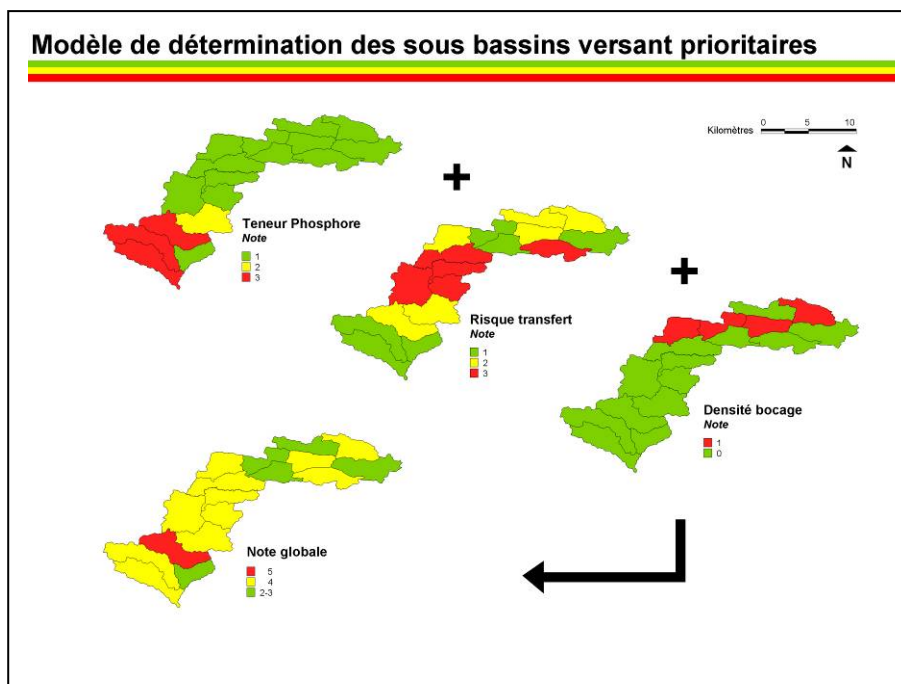 Modèle de détermination des sous bassins versant prioritaires
Kilomètres
0 5 10
N
+
Teneur Phosphore
Note
1
2
3
+
Risque transfert
Note
1
2
3
Densité bocage
Note
1
0
Note globale
5
4
2-3